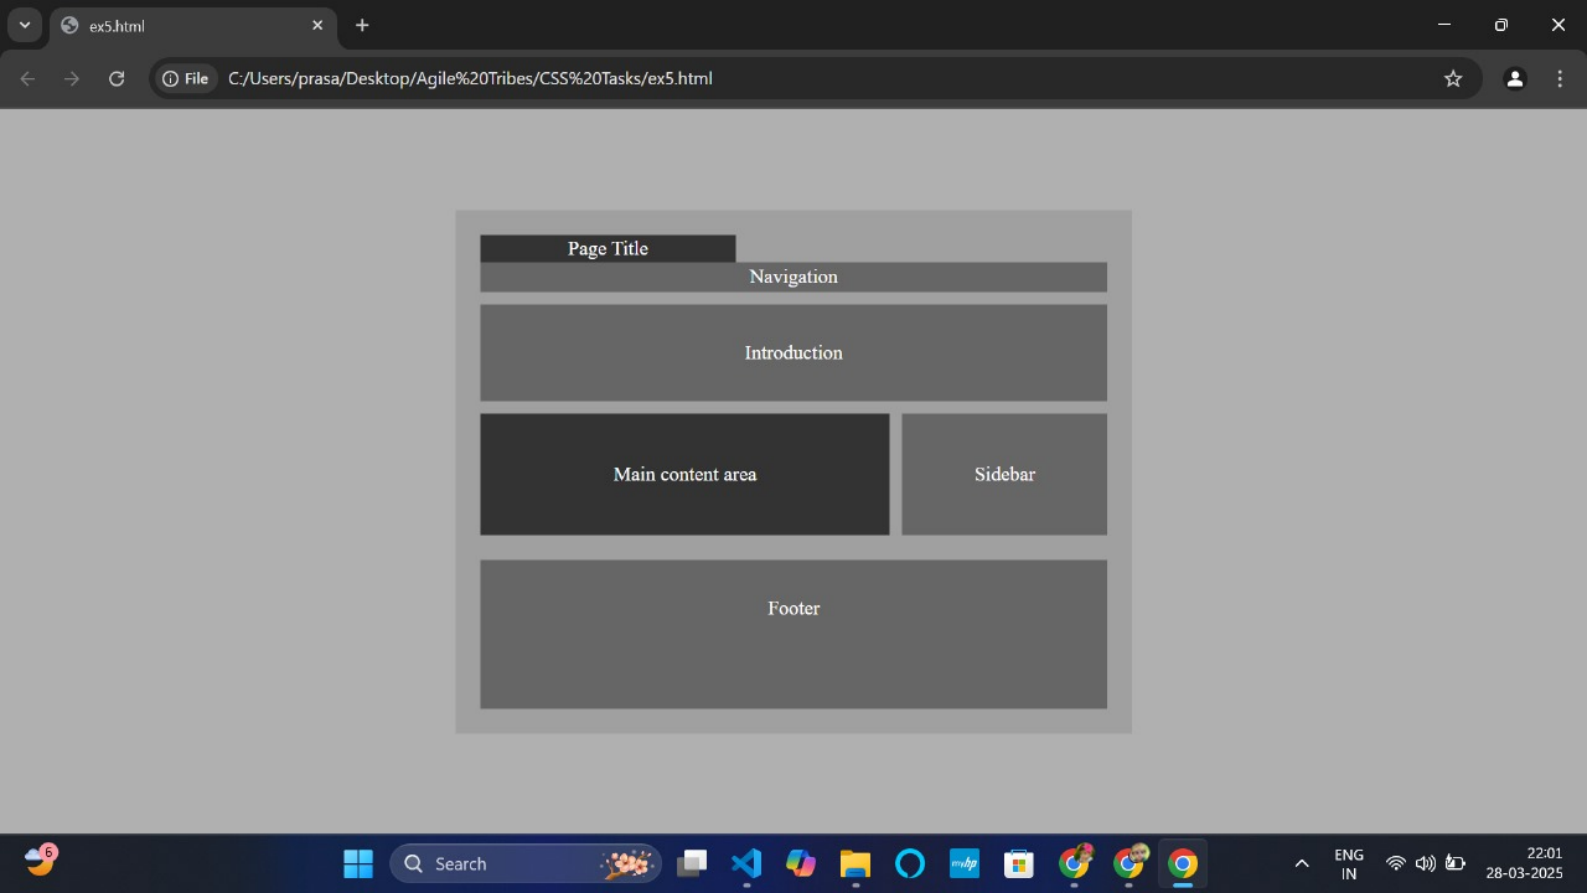 ex5.html
File C:/Users/prasa/Desktop/Agile%20Tribes/CSS%20Tasks/ex5.html
Page Title
Navigation
Introduction
Main content area
Sidebar
Footer
6
Search
myhp
ENG
IN
22:01
28-03-2025